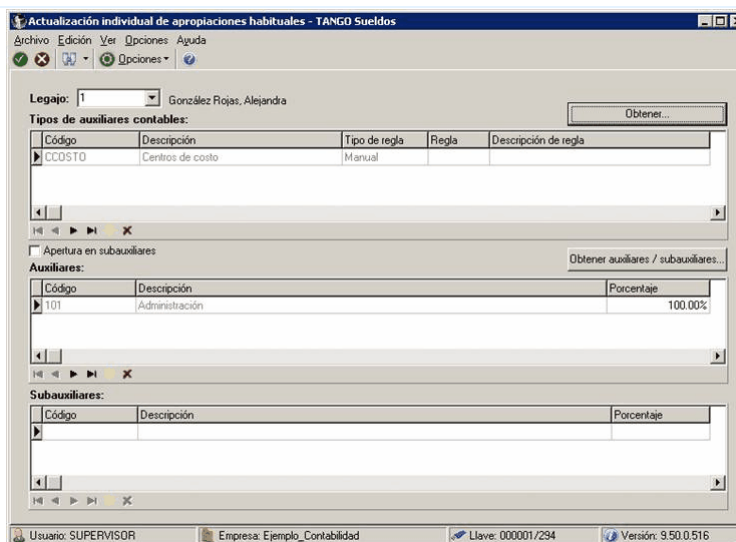 Actualización individual de apropiaciones habituales - TANGO Sueldos
Archivo Edición Ver Opciones Ayuda
Opciones
Legajo: 1 González Rojas, Alejandra
Obtener...
Tipos de auxiliares contables:
Código Descripción Tipo de regla Regla Descripción de regla
CCOSTO Centros de costo Manual
Apertura en subauxiliares
Obtener auxiliares / subauxiliares...
Auxiliares:
Código Descripción Porcentaje
101 Administración 100.00%
Subauxiliares:
Código Descripción Porcentaje
Usuario: SUPERVISOR Empresa: Ejemplo_Contabilidad Llave: 000001/294 Versión: 9.50.0.516